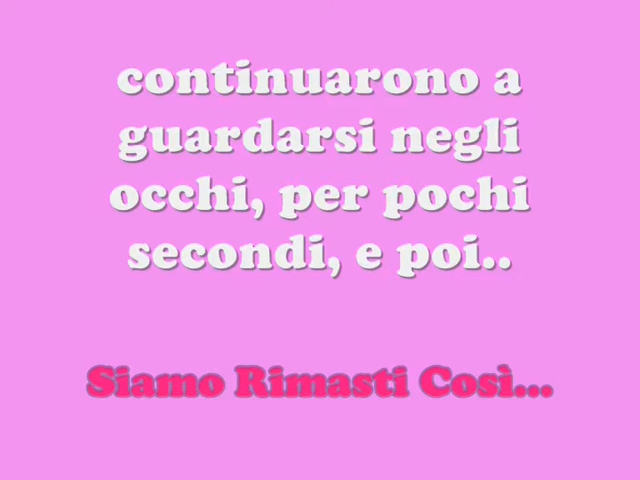 continuarono a
guardarsi negli
occhi, per pochi
secondi, e poi..
Siamo Rimasti Così...